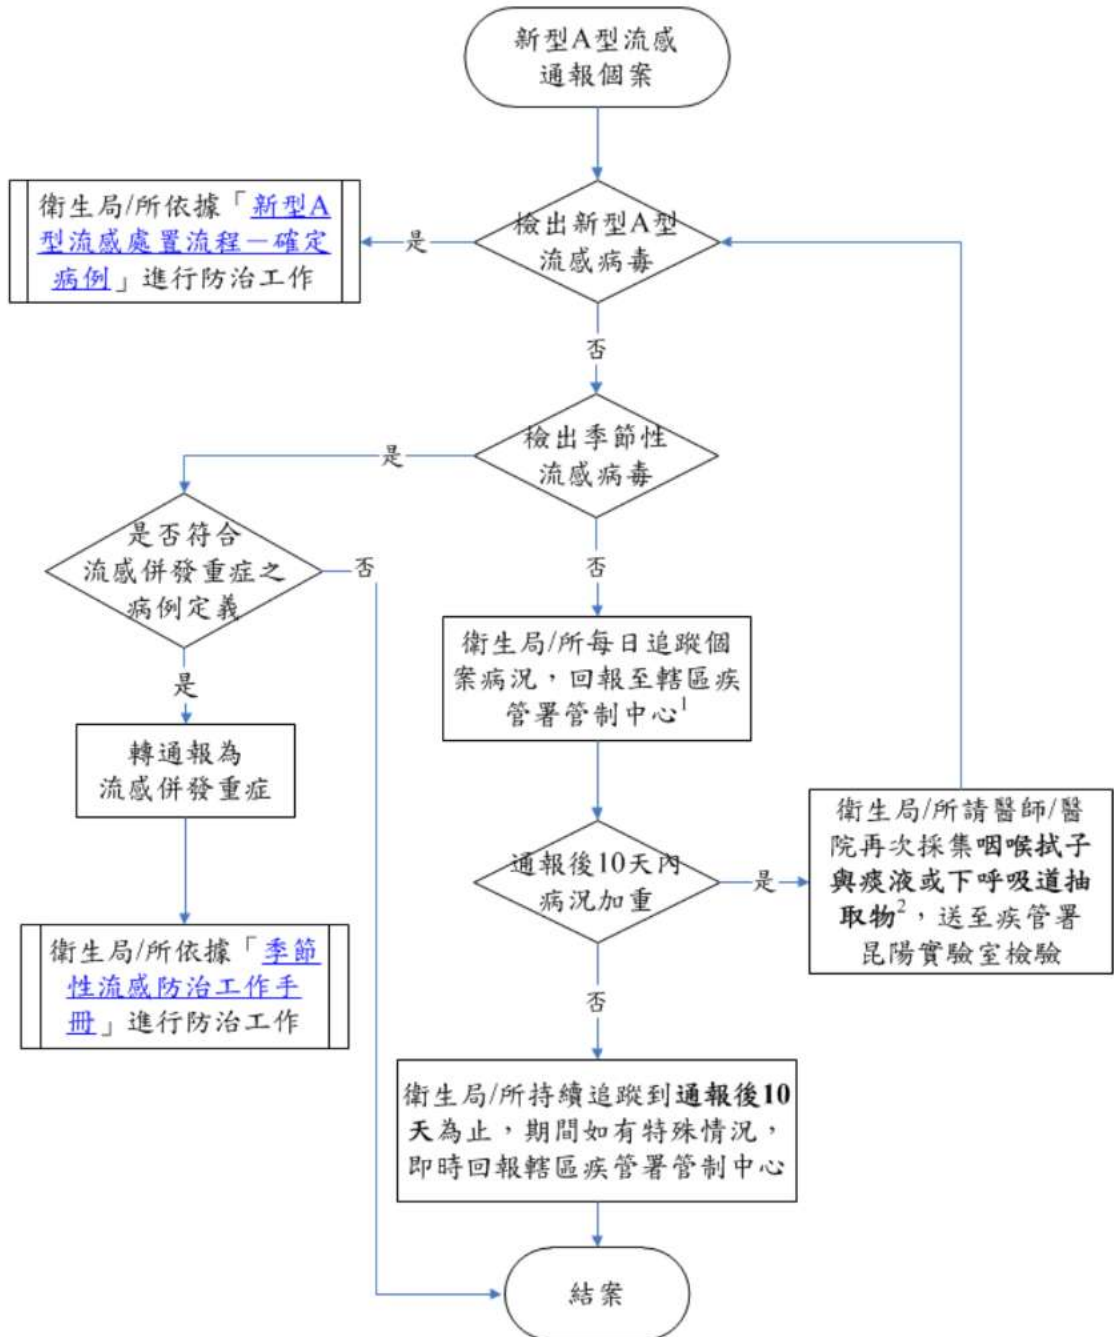 新型A型流感
通報個案
衛生局/所依據「新型A
型流感處置流程－確定
病例」進行防治工作
是
檢出新型A型
流感病毒
否
檢出季節性
流感病毒
是
是否符合
流感併發重症之
病例定義
否
否
衛生局/所每日追蹤個
案病況，回報至轄區疾
管署管制中心1
是
轉通報為
流感併發重症
通報後10天內
病況加重
是
衛生局/所請醫師/醫
院再次採集咽喉拭子
與痰液或下呼吸道抽
取物2，送至疾管署
昆陽實驗室檢驗
衛生局/所依據「季節
性流感防治工作手
冊」進行防治工作
否
衛生局/所持續追蹤到通報後10
天為止，期間如有特殊情況，
即時回報轄區疾管署管制中心
結案